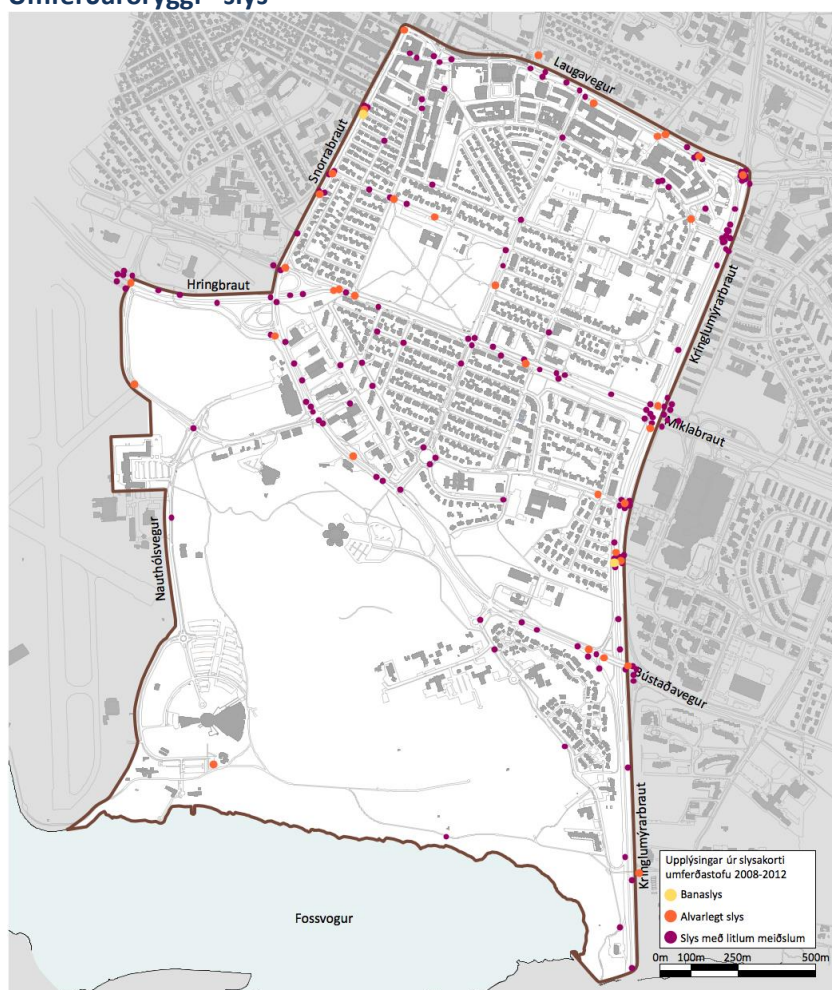 Umferðaröryggi - slys
Laugavegur
Snorrabraut
Hringbraut
Kringlumýrarbraut
Miklabraut
Nauthólsvegur
Bústaðavegur
Kringlumýrarbraut
Fossvogur
Upplýsingar úr slysakorti
umferðastofu 2008-2012
Banaslys
Alvarlegt slys
Slys með litlum meiðslum
0m 100m 250m 500m